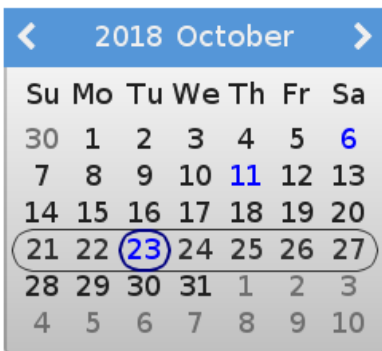 2018 October
Su Mo Tu We Th Fr Sa
30 1 2 3 4 5 6
7 8 9 10 11 12 13
14 15 16 17 18 19 20
21 22 23 24 25 26 27
28 29 30 31 1 2 3
4 5 6 7 8 9 10